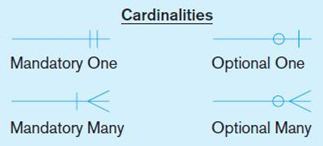 Cardinalities
Mandatory One
Optional One
Mandatory Many
Optional Many